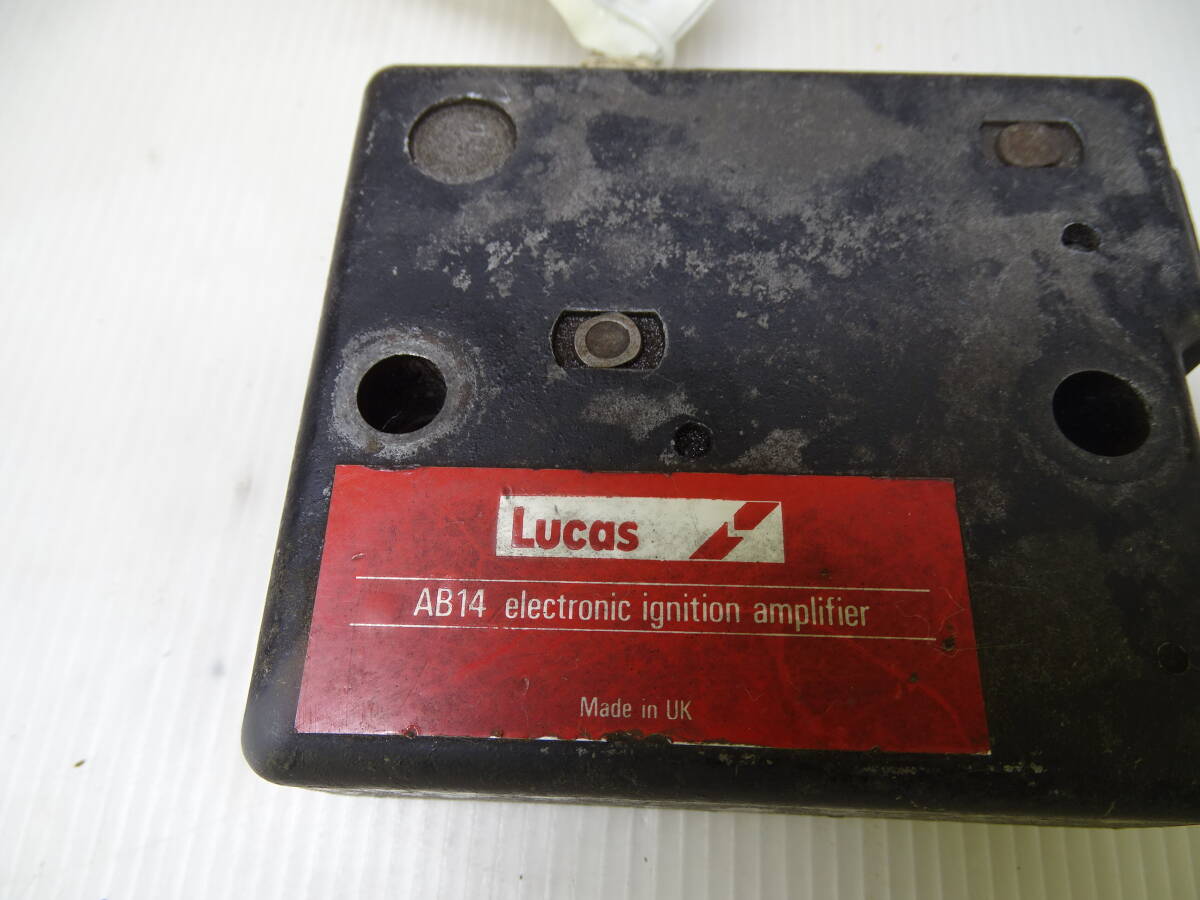 Lucas
AB14 electronic ignition amplifier
Made in UK